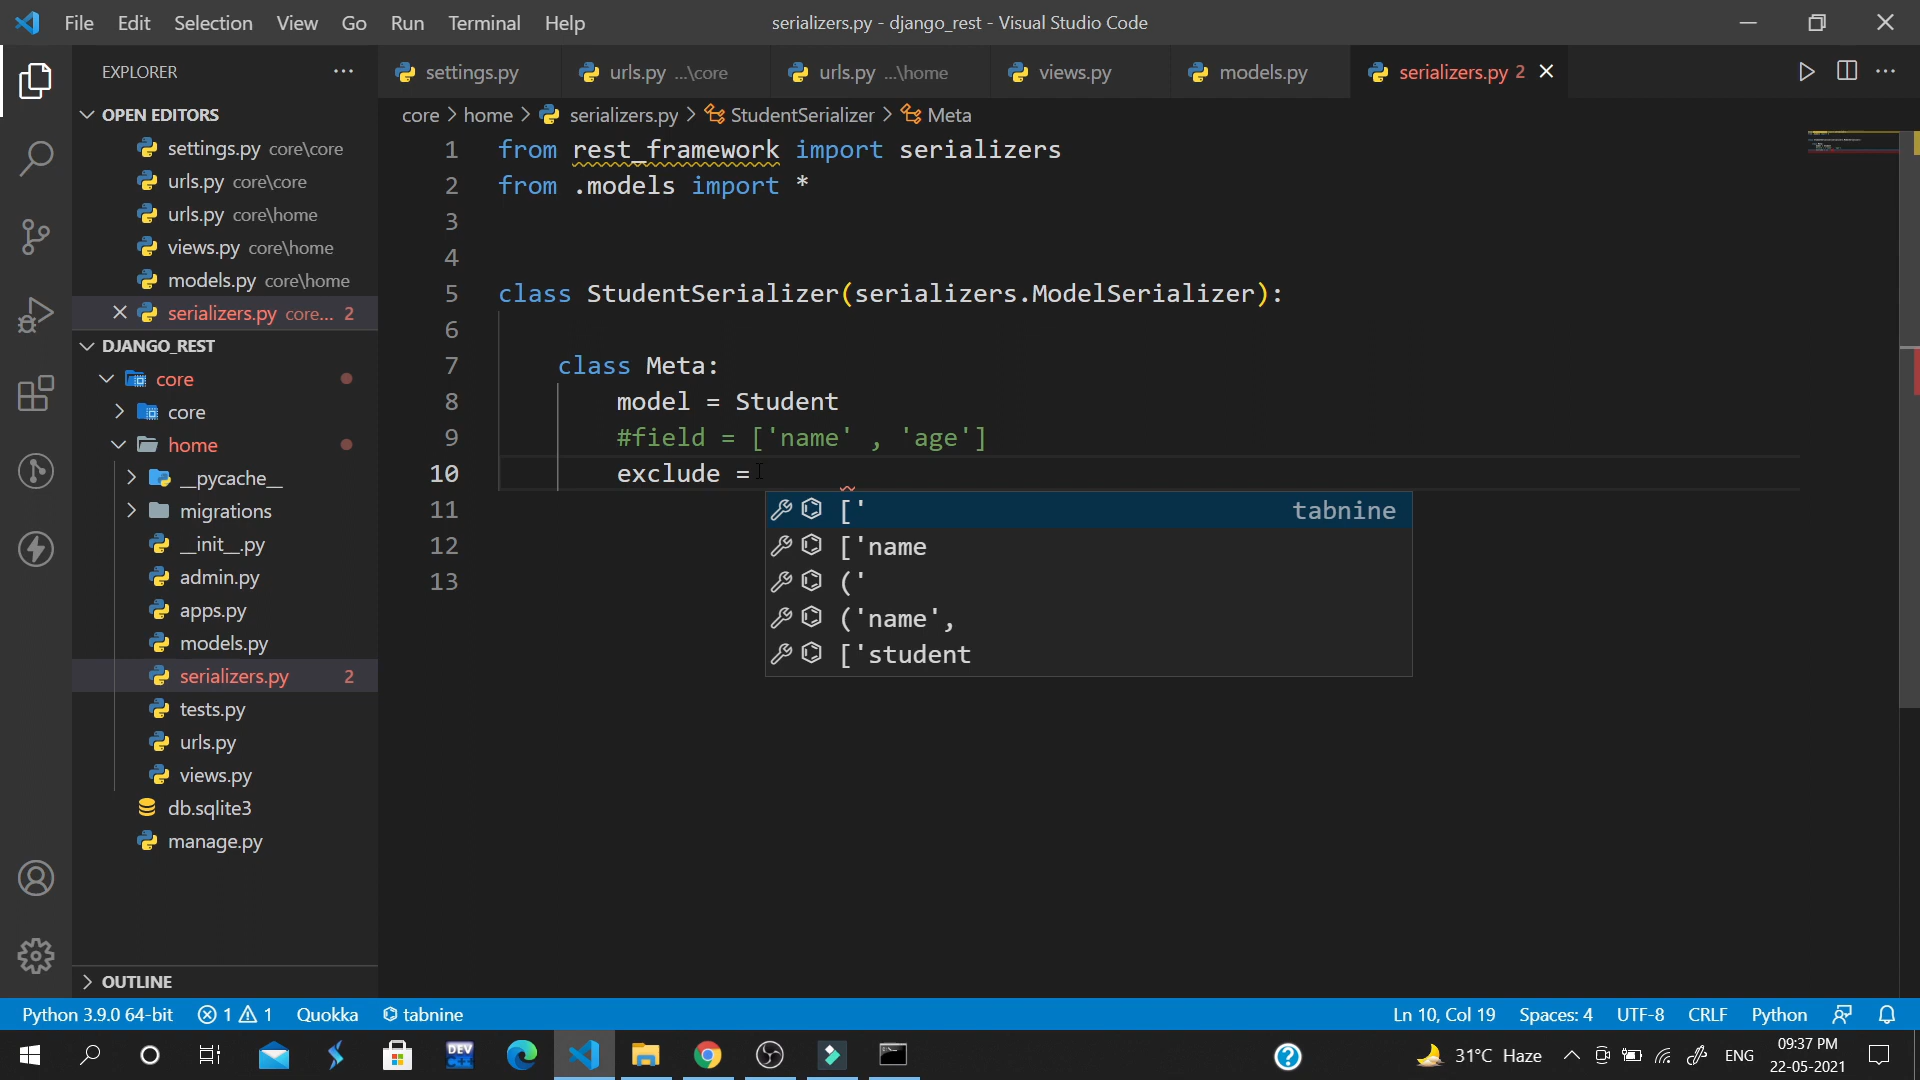 File Edit Selection View Go Run Terminal Help serializers.py - django_rest - Visual Studio Code
EXPLORER ···
settings.py urls.py ...\core urls.py ...\home views.py models.py serializers.py 2
OPEN EDITORS
settings.py core\core
urls.py core\core
urls.py core\home
views.py core\home
models.py core\home
serializers.py core... 2
DJANGO_REST
core
core
home
__pycache__
migrations
__init__.py
admin.py
apps.py
models.py
serializers.py 2
tests.py
urls.py
views.py
db.sqlite3
manage.py
OUTLINE
core > home > serializers.py > StudentSerializer > Meta
1 from rest_framework import serializers
2 from .models import *
3
4
5 class StudentSerializer(serializers.ModelSerializer):
6
7 class Meta:
8 model = Student
9 #field = ['name' , 'age']
10 exclude =
11
12
13
[' tabnine
['name
('
('name',
['student
Python 3.9.0 64-bit 1 1 Quokka tabnine Ln 10, Col 19 Spaces: 4 UTF-8 CRLF Python
DEV C++ 31°C Haze ENG 09:37 PM
22-05-2021